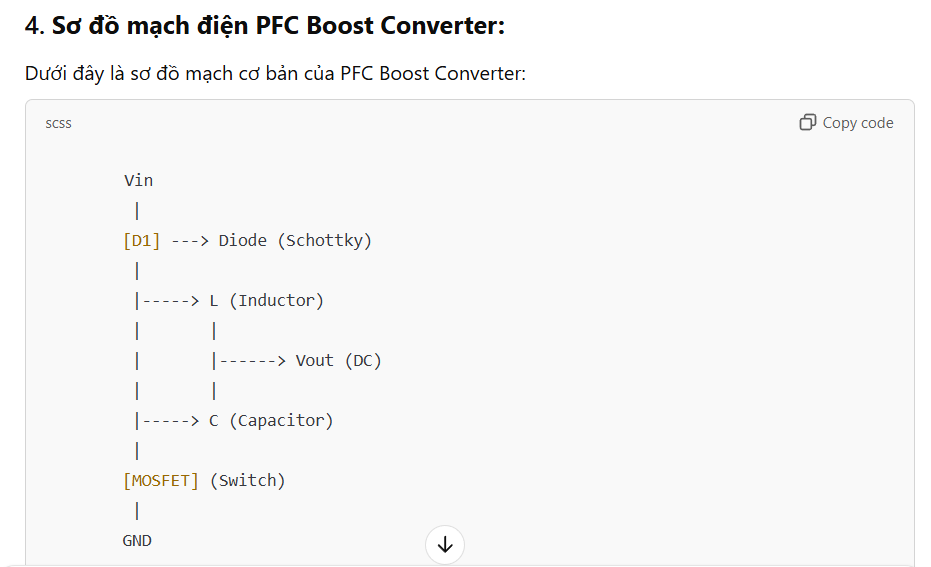 4. Sơ đồ mạch điện PFC Boost Converter:
Dưới đây là sơ đồ mạch cơ bản của PFC Boost Converter:
scss
Copy code
Vin
|
[D1] ---> Diode (Schottky)
|
|-----> L (Inductor)
|       |
|       |------> Vout (DC)
|       |
|-----> C (Capacitor)
|
[MOSFET] (Switch)
|
GND